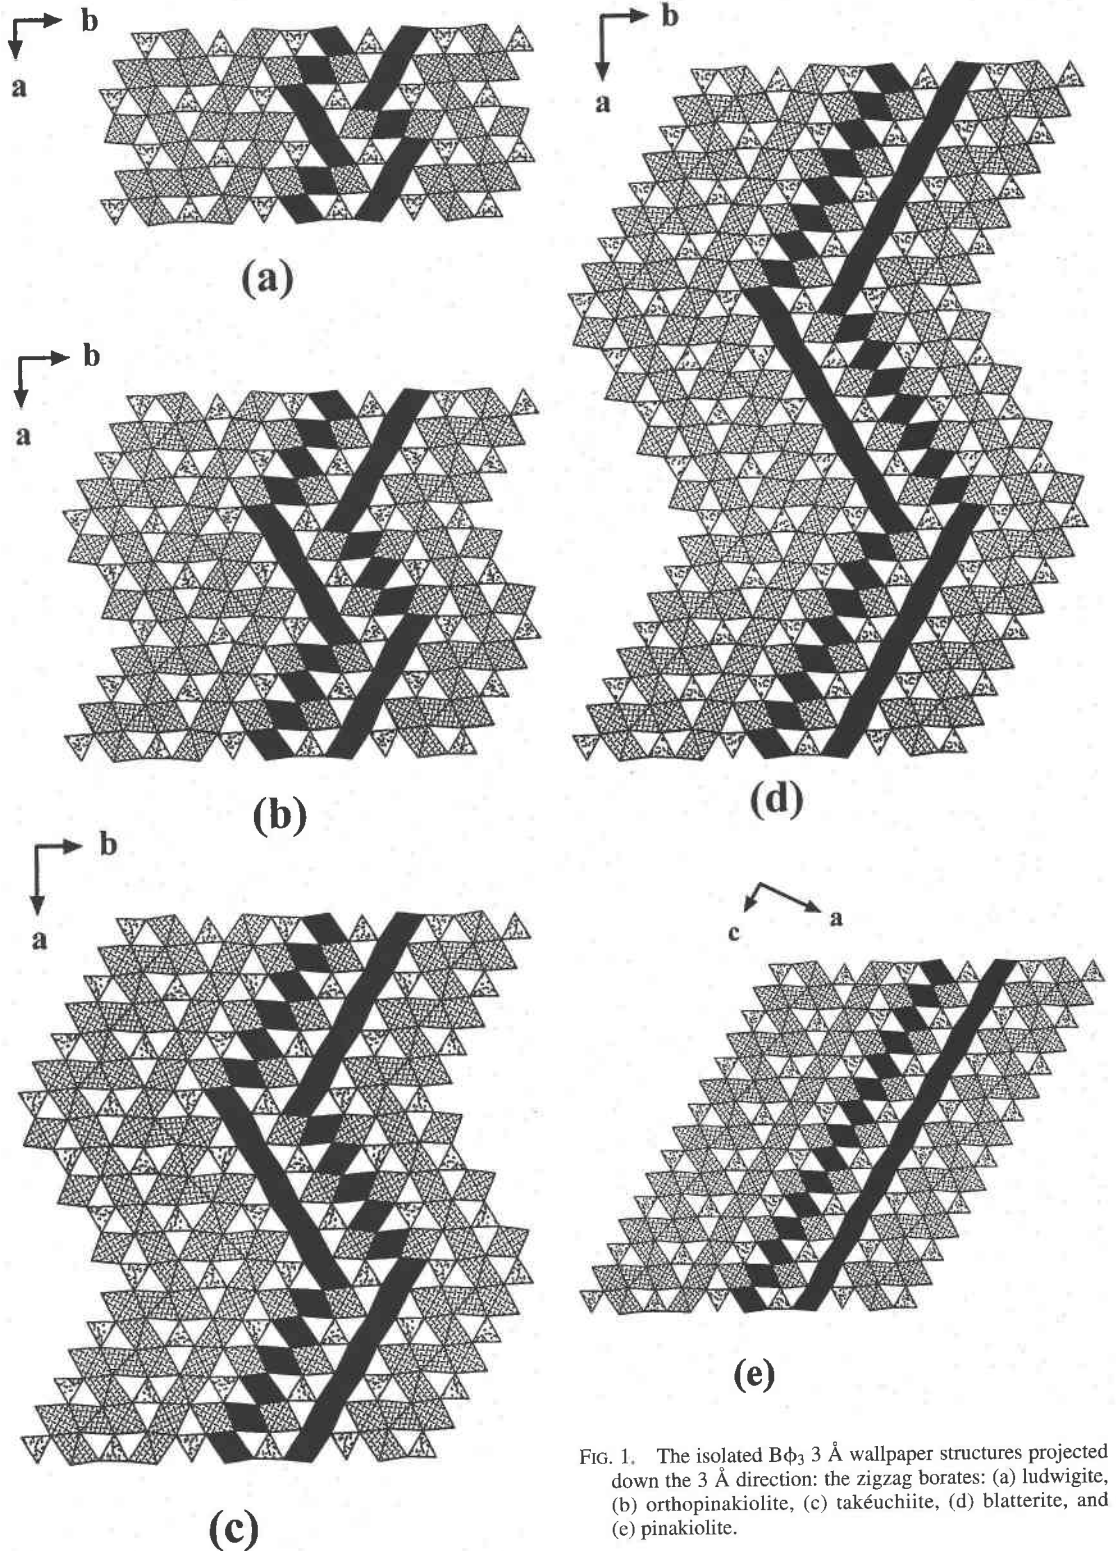 b
a
(a)
b
a
(b)
b
a
(c)
b
a
(d)
c
a
(e)
FIG. 1. The isolated Bϕ₃ 3 Å wallpaper structures projected
down the 3 Å direction: the zigzag borates: (a) ludwigite,
(b) orthopinakiolite, (c) takéuchiite, (d) blatterite, and
(e) pinakiolite.